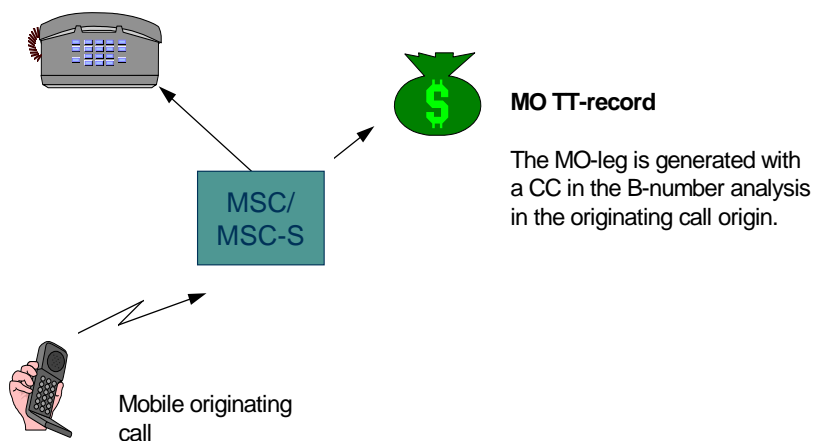 $
MO TT-record
The MO-leg is generated with
a CC in the B-number analysis
in the originating call origin.
MSC/
MSC-S
Mobile originating
call